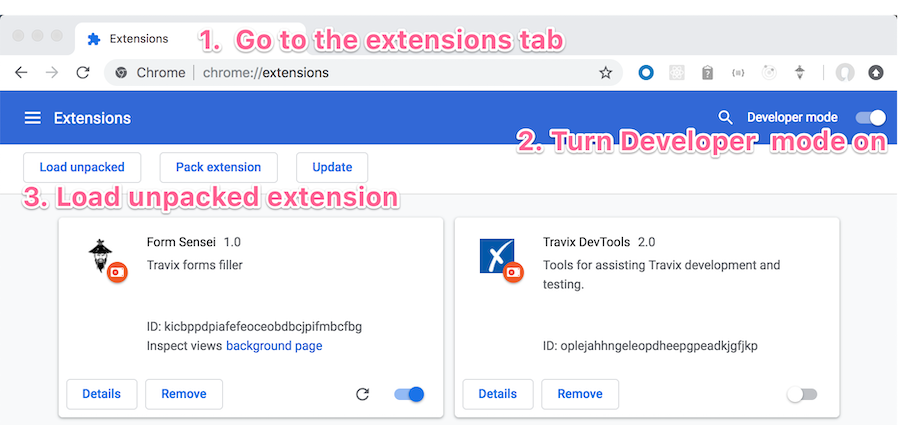 Extensions
1. Go to the extensions tab
Chrome
chrome://extensions
Extensions
Developer mode
2. Turn Developer mode on
Load unpacked
Pack extension
Update
3. Load unpacked extension
Form Sensei 1.0
Travix forms filler
ID: kicbppdpiafefeoceobdbcjpifmbcfbg
Inspect views background page
Details
Remove
Travix DevTools 2.0
Tools for assisting Travix development and
testing.
ID: oplejahhngeleopdheepgpeadkjgfjkp
Details
Remove